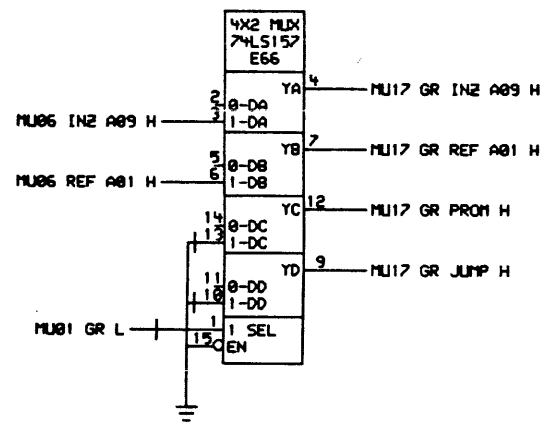 4X2 MUX
74LS157
E66
YA 4 MU17 GR IN2 A09 H
2 0-DA
MU06 IN2 A09 H 3 1-DA
YB 7 MU17 GR REF A01 H
5 0-DB
MU06 REF A01 H 6 1-DB
YC 12 MU17 GR PROM H
14 0-DC
13 1-DC
YD 9 MU17 GR JUMP H
11 0-DD
10 1-DD
MU01 GR L 1 1 SEL
15 EN